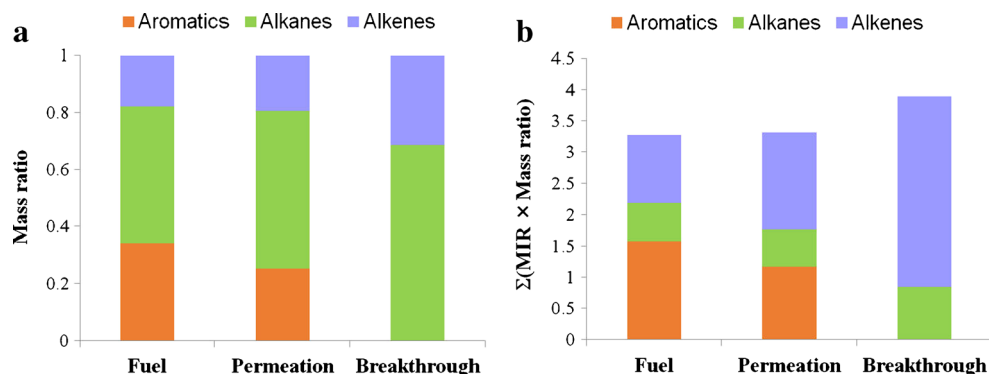 a
Aromatics Alkanes Alkenes
1
0.8
0.6
0.4
0.2
0
Mass ratio
Fuel Permeation Breakthrough
b
Aromatics Alkanes Alkenes
4.5
4
3.5
3
2.5
2
1.5
1
0.5
0
Σ(MIR × Mass ratio)
Fuel Permeation Breakthrough